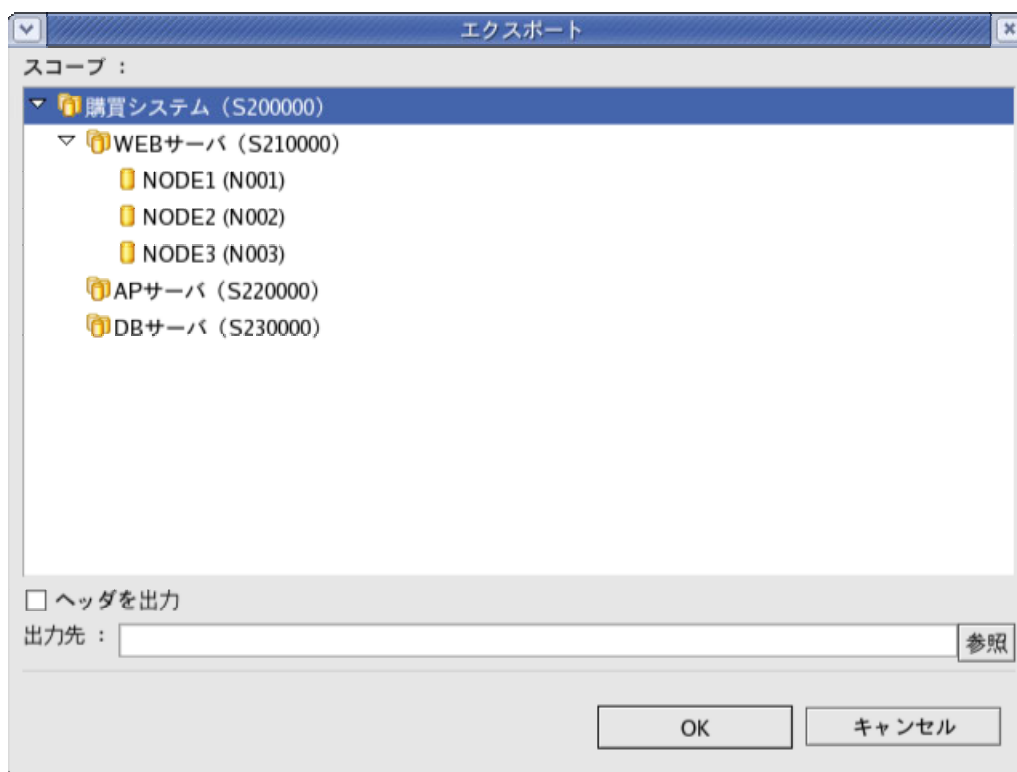 エクスポート
スコープ :
購買システム（S200000）
WEBサーバ（S210000）
NODE1 (N001)
NODE2 (N002)
NODE3 (N003)
APサーバ（S220000）
DBサーバ（S230000）
ヘッダを出力
出力先 : 参照
OK キャンセル